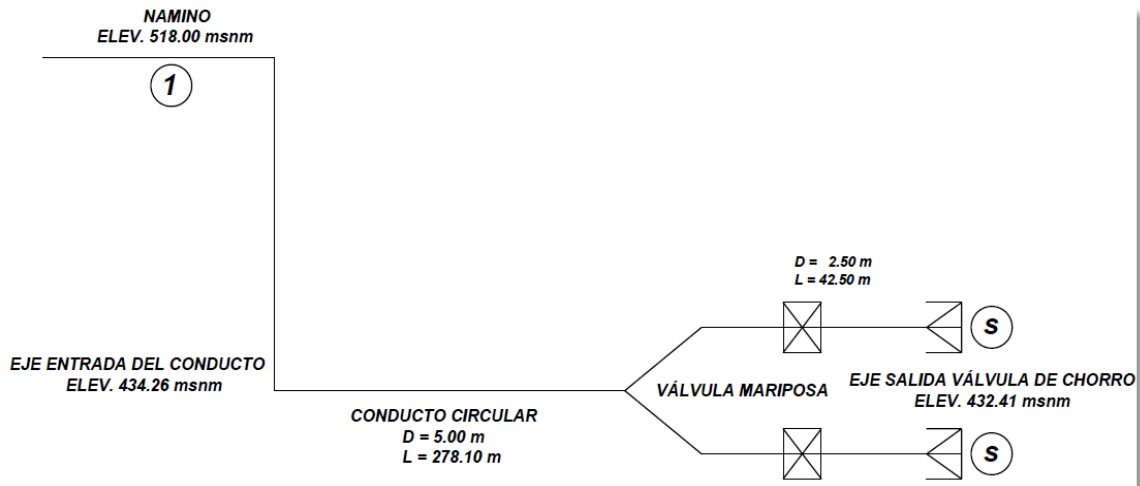 NAMINO
ELEV. 518.00 msnm
1
D = 2.50 m
L = 42.50 m
S
EJE ENTRADA DEL CONDUCTO
ELEV. 434.26 msnm
VÁLVULA MARIPOSA
EJE SALIDA VÁLVULA DE CHORRO
ELEV. 432.41 msnm
CONDUCTO CIRCULAR
D = 5.00 m
L = 278.10 m
S